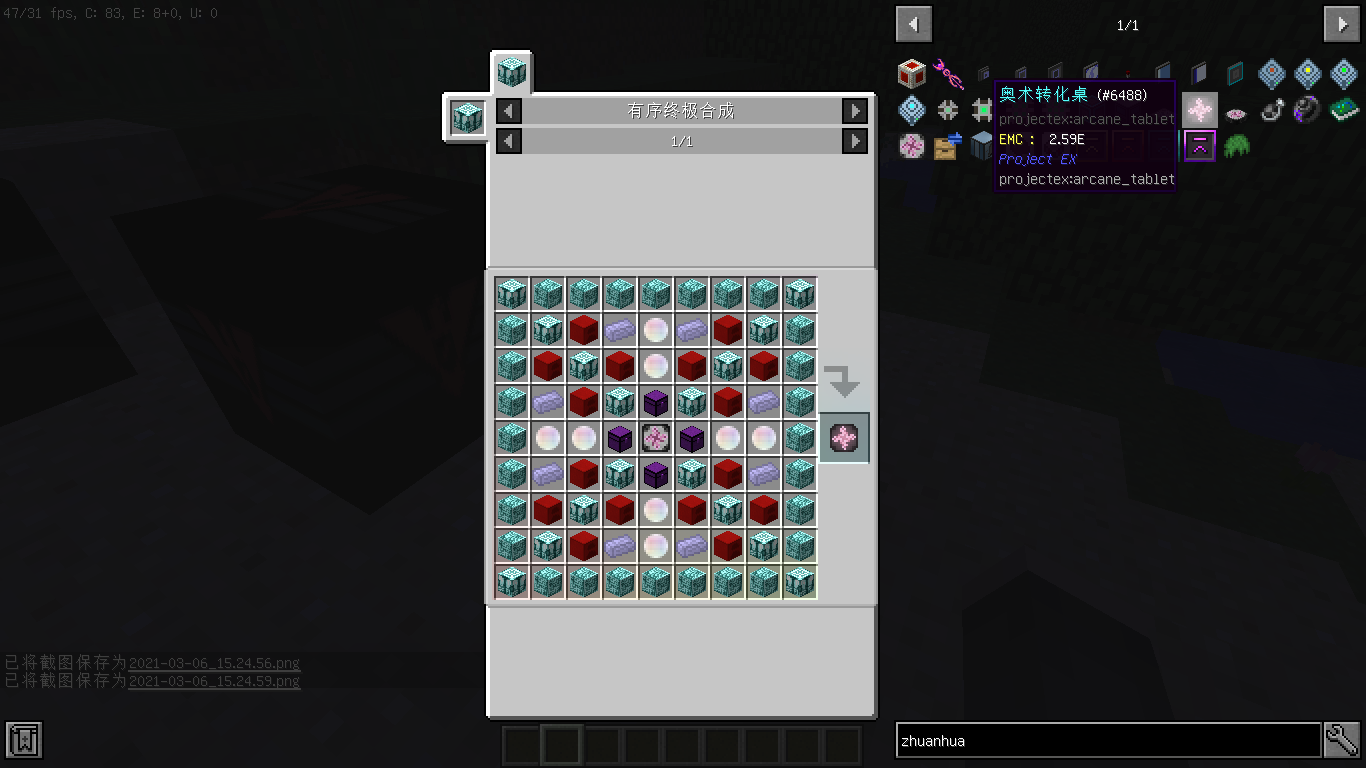 47/31 fps, C: 83, E: 8+0, U: 0
1/1
奥术转化桌 (#6488)
projectex:arcane_tablet
EMC： 2.59E
Project EX
projectex:arcane_tablet
有序终极合成
1/1
已将截图保存为2021-03-06_15.24.56.png
已将截图保存为2021-03-06_15.24.59.png
zhuanhua